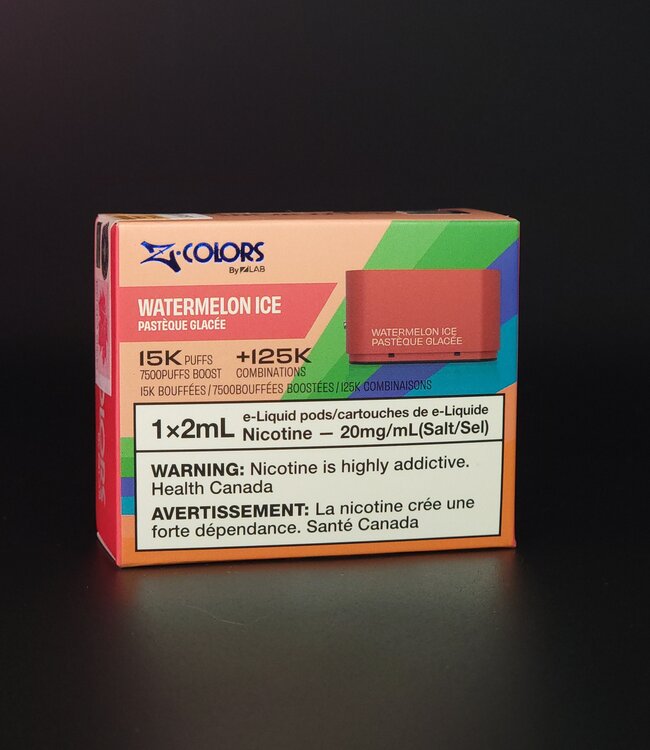 Z·COLORS
By ZLAB
WATERMELON ICE
PASTÈQUE GLACÉE
WATERMELON ICE
PASTÈQUE GLACÉE
15K PUFFS
7500PUFFS BOOST
+125K
COMBINATIONS
15K BOUFFÉES / 7500BOUFFÉES BOOSTÉES / 125K COMBINAISONS
1×2mL
e-Liquid pods/cartouches de e-Liquide
Nicotine — 20mg/mL(Salt/Sel)
WARNING: Nicotine is highly addictive.
Health Canada
AVERTISSEMENT: La nicotine crée une
forte dépendance. Santé Canada